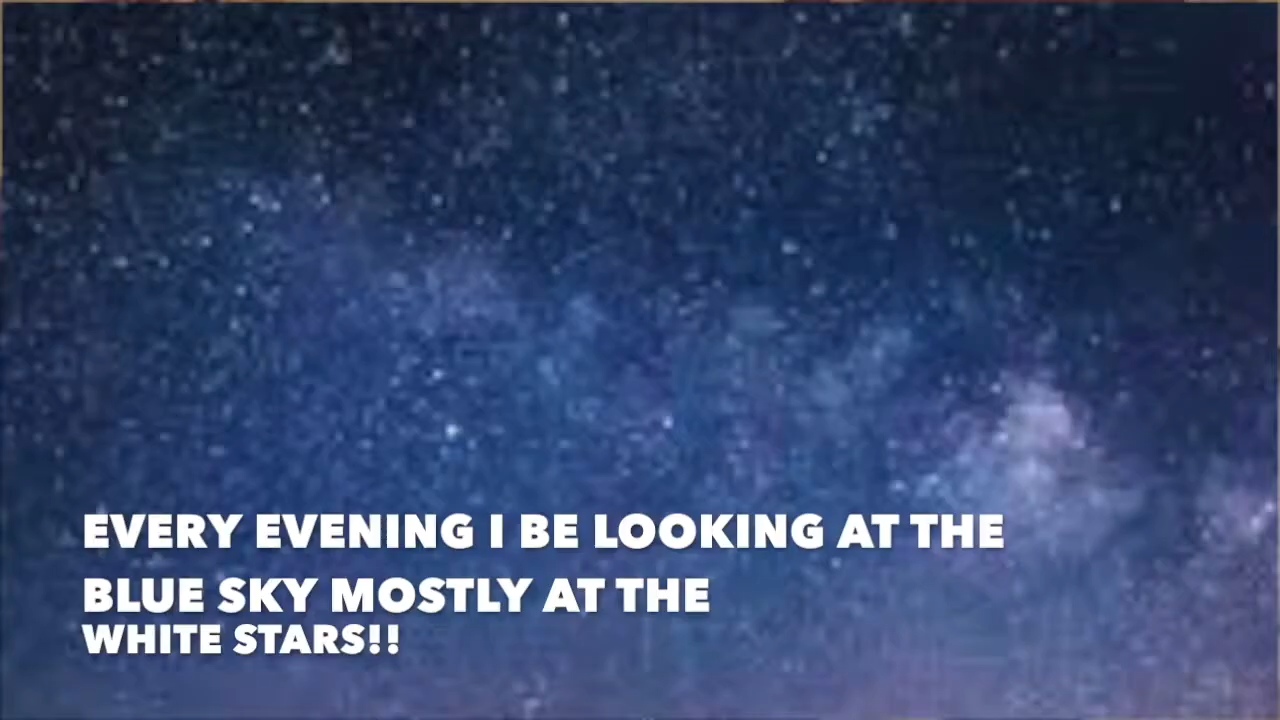 EVERY EVENING I BE LOOKING AT THE
BLUE SKY MOSTLY AT THE
WHITE STARS!!